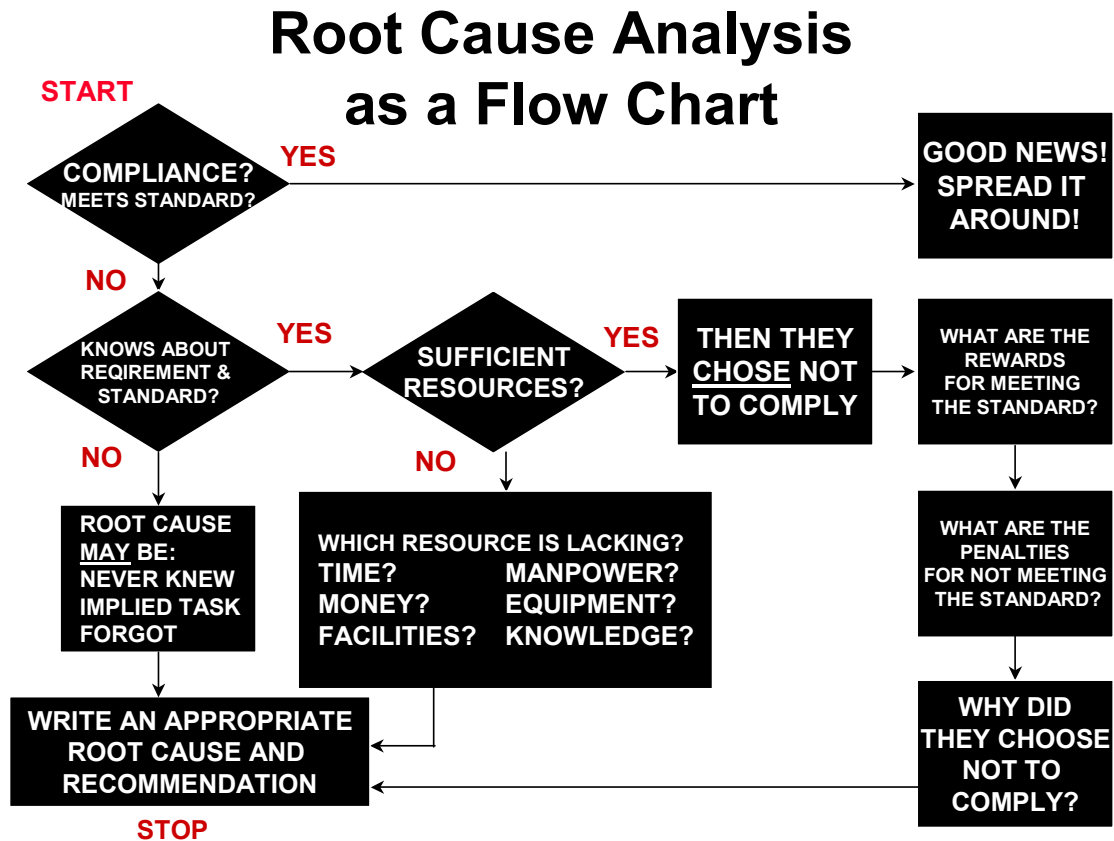 Root Cause Analysis
as a Flow Chart
START
COMPLIANCE?
MEETS STANDARD?
YES
GOOD NEWS!
SPREAD IT
AROUND!
NO
KNOWS ABOUT
REQIREMENT &
STANDARD?
YES
SUFFICIENT
RESOURCES?
YES
THEN THEY
CHOSE NOT
TO COMPLY
WHAT ARE THE
REWARDS
FOR MEETING
THE STANDARD?
NO
NO
ROOT CAUSE
MAY BE:
NEVER KNEW
IMPLIED TASK
FORGOT
WHICH RESOURCE IS LACKING?
TIME? MANPOWER?
MONEY? EQUIPMENT?
FACILITIES? KNOWLEDGE?
WHAT ARE THE
PENALTIES
FOR NOT MEETING
THE STANDARD?
WRITE AN APPROPRIATE
ROOT CAUSE AND
RECOMMENDATION
WHY DID
THEY CHOOSE
NOT TO
COMPLY?
STOP